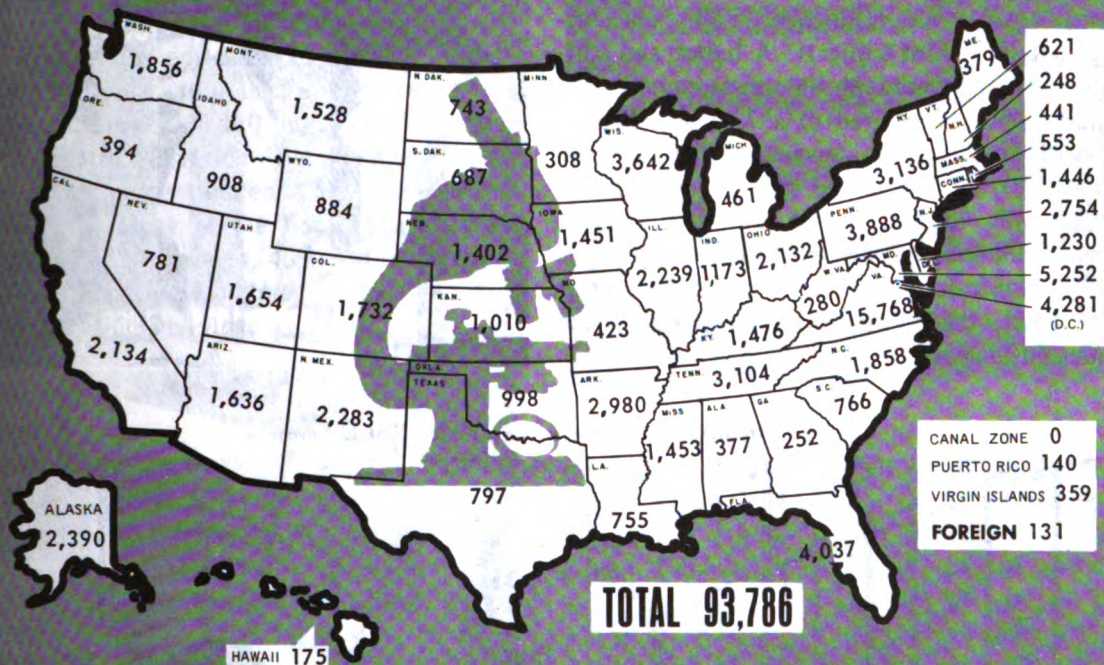 WASH.
1,856
ORE.
394
CAL.
2,134
IDAHO
908
NEV.
781
MONT.
1,528
WYO.
884
UTAH
1,654
COL.
1,732
ARIZ.
1,636
N MEX.
2,283
N DAK.
743
S. DAK.
687
NEB.
1,402
KAN.
1,010
OKLA.
998
TEXAS
797
MINN
308
IOWA
1,451
MO
423
ARK.
2,980
LA.
755
WIS.
3,642
ILL.
2,239
MICH
461
IND.
1173
OHIO
2,132
KY.
1,476
TENN.
3,104
MISS
1,453
ALA
377
GA
252
FLA
4,037
S.C.
766
N.C.
1,858
VA.
15,768
W VA.
280
PENN.
3,888
N.Y.
3,136
ME.
379
VT.
N.H.
MASS.
CONN.
N.J.
MD.
DEL.
621
248
441
553
1,446
2,754
1,230
5,252
4,281
(D.C.)
ALASKA
2,390
HAWAII 175
CANAL ZONE 0
PUERTO RICO 140
VIRGIN ISLANDS 359
FOREIGN 131
TOTAL 93,786